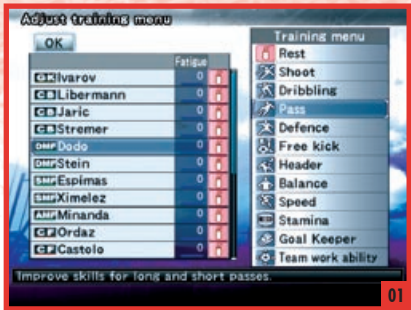 Adjust training menu
OK
Fatigue
GK Ivarov 0
CB Libermann 0
CB Jaric 0
CB Stremer 0
DMF Dodo 0
DMF Stein 0
SMF Espimas 0
SMF Ximelez 0
AMF Minanda 0
CF Ordaz 0
CF Castolo 0
Training menu
Rest
Shoot
Dribbling
Pass
Defence
Free kick
Header
Balance
Speed
Stamina
Goal Keeper
Team work ability
Improve skills for long and short passes.
01